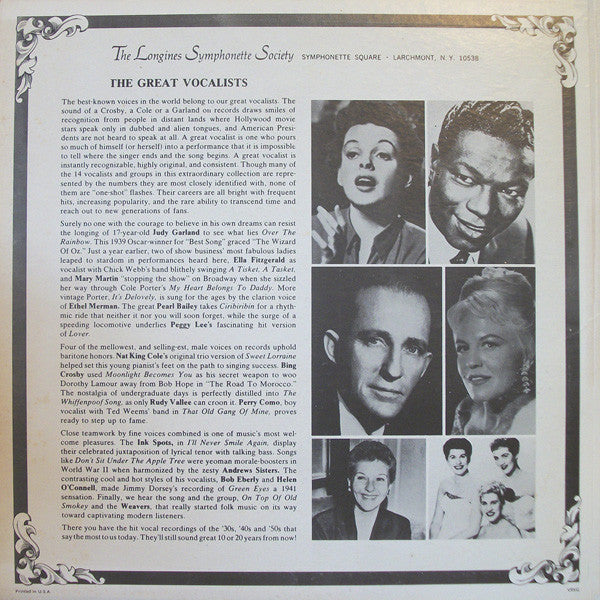 The Longines Symphonette Society SYMPHONETTE SQUARE · LARCHMONT, N. Y. 10538
THE GREAT VOCALISTS
The best-known voices in the world belong to our great vocalists. The
sound of a Crosby, a Cole or a Garland on records draws smiles of
recognition from people in distant lands where Hollywood movie
stars speak only in dubbed and alien tongues, and American Presi-
dents are not heard to speak at all. A great vocalist is one who pours
so much of himself (or herself) into a performance that it is impossible
to tell where the singer ends and the song begins. A great vocalist is
instantly recognizable, highly original, and consistent. Though many of
the 14 vocalists and groups in this extraordinary collection are repre-
sented by the numbers they are most closely identified with, none of
them are "one-shot" flashes. Their careers are all bright with frequent
hits, increasing popularity, and the rare ability to transcend time and
reach out to new generations of fans.
Surely no one with the courage to believe in his own dreams can resist
the longing of 17-year-old Judy Garland to see what lies Over The
Rainbow. This 1939 Oscar-winner for "Best Song" graced "The Wizard
Of Oz." Just a year earlier, two of show business' most fabulous ladies
leaped to stardom in performances heard here, Ella Fitzgerald as
vocalist with Chick Webb's band blithely swinging A Tisket, A Tasket,
and Mary Martin "stopping the show" on Broadway when she sizzled
her way through Cole Porter's My Heart Belongs To Daddy. More
vintage Porter, It's Delovely, is sung for the ages by the clarion voice
of Ethel Merman. The great Pearl Bailey takes Ciribiribin for a rhyth-
mic ride that neither it nor you will soon forget, while the surge of a
speeding locomotive underlies Peggy Lee's fascinating hit version
of Lover.
Four of the mellowest, and selling-est, male voices on records uphold
baritone honors. Nat King Cole's original trio version of Sweet Lorraine
helped set this young pianist's feet on the path to singing success. Bing
Crosby used Moonlight Becomes You as his secret weapon to woo
Dorothy Lamour away from Bob Hope in "The Road To Morocco."
The nostalgia of undergraduate days is perfectly distilled into The
Whiffenpoof Song, as only Rudy Vallee can croon it. Perry Como, boy
vocalist with Ted Weems' band in That Old Gang Of Mine, proves
ready to step up to fame.
Close teamwork by fine voices combined is one of music's most wel-
come pleasures. The Ink Spots, in I'll Never Smile Again, display
their celebrated juxtaposition of lyrical tenor with talking bass. Songs
like Don't Sit Under The Apple Tree were yeoman morale-boosters in
World War II when harmonized by the zesty Andrews Sisters. The
contrasting cool and hot styles of his vocalists, Bob Eberly and Helen
O'Connell, made Jimmy Dorsey's recording of Green Eyes a 1941
sensation. Finally, we hear the song and the group, On Top Of Old
Smokey and the Weavers, that really started folk music on its way
toward captivating modern listeners.
There you have the hit vocal recordings of the '30s, '40s and '50s that
say the most to us today. They'll still sound great 10 or 20 years from now!
Printed in U.S.A.